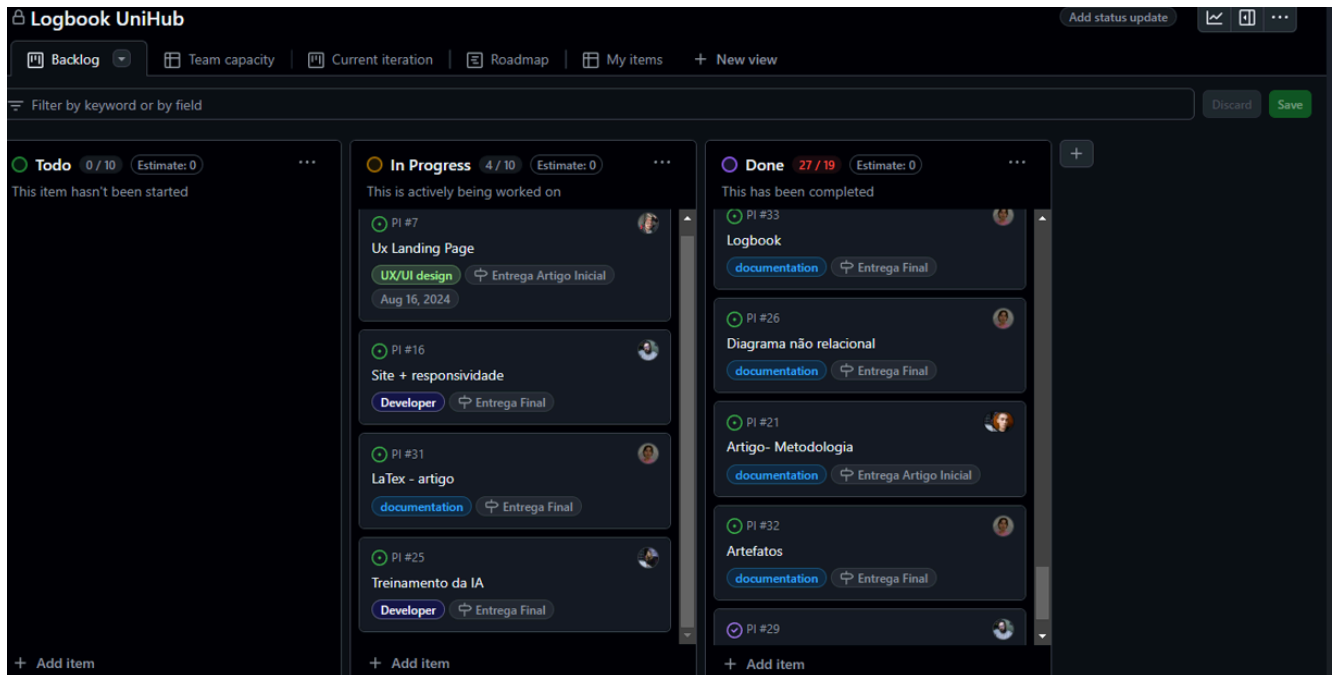 Logbook UniHub
Add status update
Backlog
Team capacity
Current iteration
Roadmap
My items
New view
Filter by keyword or by field
Discard
Save
Todo 0 / 10 Estimate: 0
This item hasn't been started
Add item
In Progress 4 / 10 Estimate: 0
This is actively being worked on
PI #7
Ux Landing Page
UX/UI design Entrega Artigo Inicial
Aug 16, 2024
PI #16
Site + responsividade
Developer Entrega Final
PI #31
LaTex - artigo
documentation Entrega Final
PI #25
Treinamento da IA
Developer Entrega Final
Add item
Done 27 / 19 Estimate: 0
This has been completed
PI #33
Logbook
documentation Entrega Final
PI #26
Diagrama não relacional
documentation Entrega Final
PI #21
Artigo- Metodologia
documentation Entrega Artigo Inicial
PI #32
Artefatos
documentation Entrega Final
PI #29
Add item